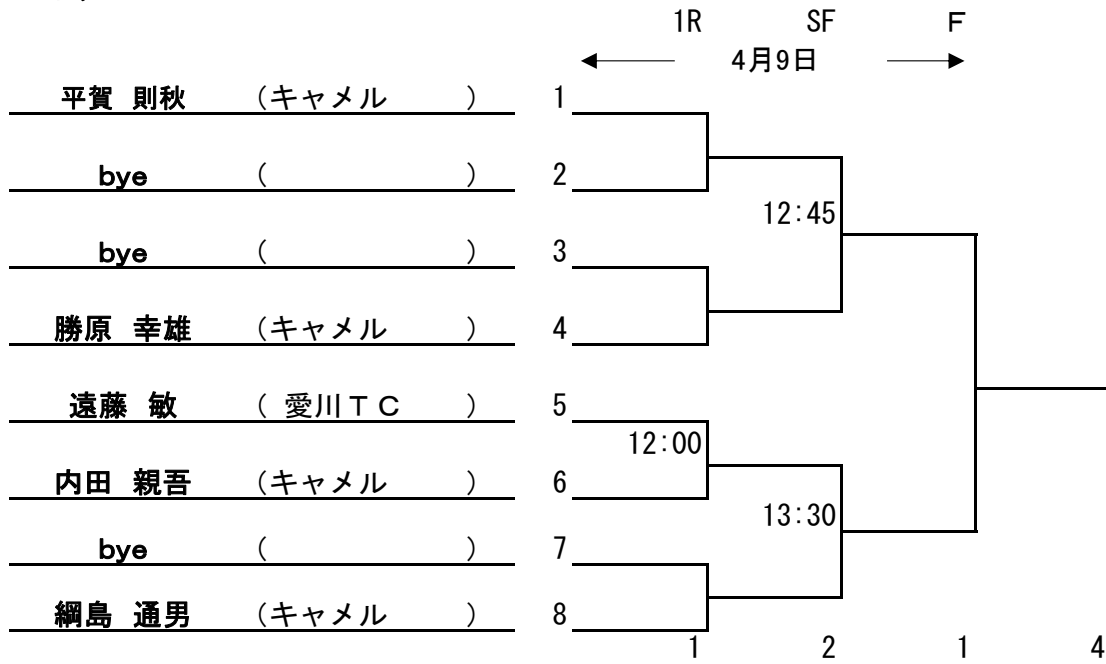 1R SF F
4月9日
平賀 則秋 (キャメル ) 1
bye ( ) 2
12:45
bye ( ) 3
勝原 幸雄 (キャメル ) 4
遠藤 敏 ( 愛川TC ) 5
12:00
内田 親吾 (キャメル ) 6
13:30
bye ( ) 7
綱島 通男 (キャメル ) 8
1 2 1 4